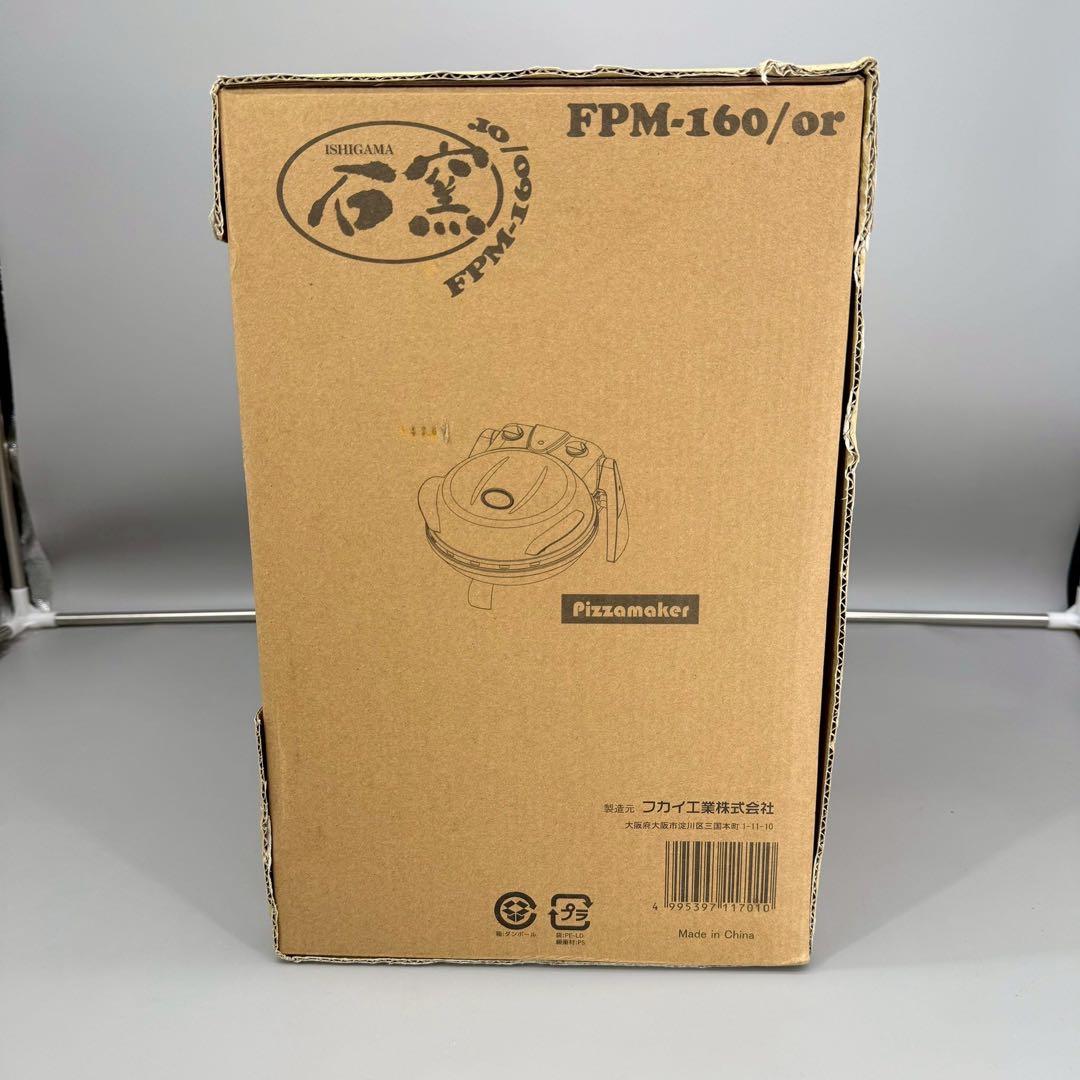 FPM-160/or
ISHIGAMA
石窯
FPM-160/or
Pizzamaker
製造元 フカイ工業株式会社
大阪府大阪市淀川区三国本町 1-11-10
4 995397 117010
Made in China
箱:ダンボール
プラ
袋:PE-LD
緩衝材:PS